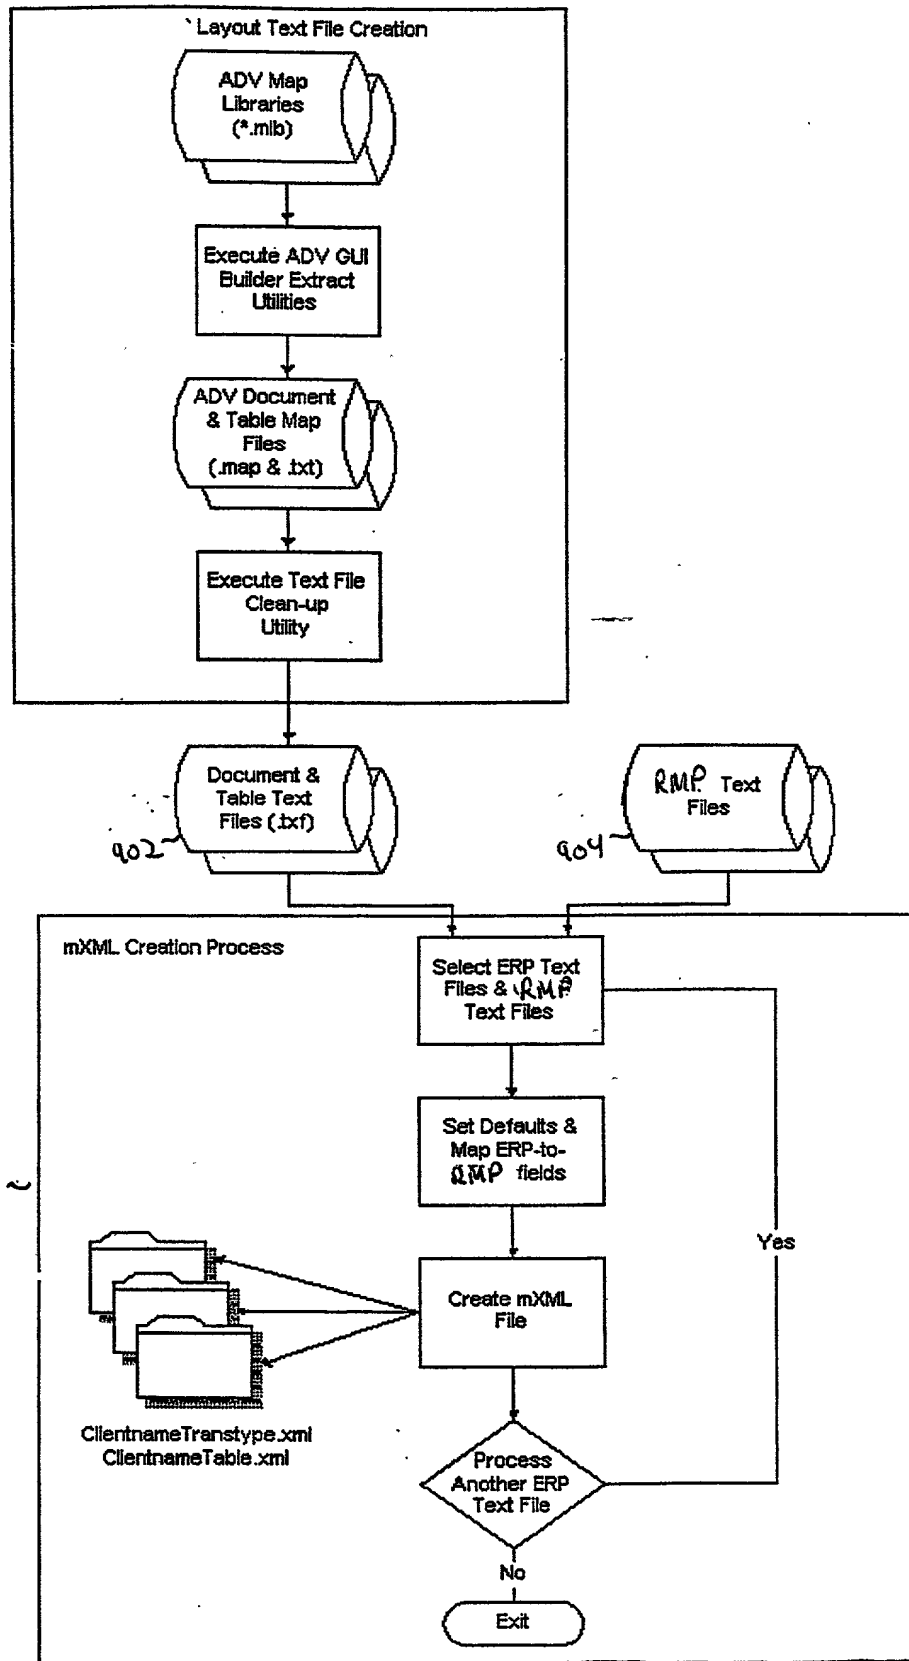 Layout Text File Creation
ADV Map
Libraries
(*.mlb)
Execute ADV GUI
Builder Extract
Utilities
ADV Document
& Table Map
Files
(.map & .txt)
Execute Text File
Clean-up
Utility
Document &
Table Text
Files (.txf)
902
RMP Text
Files
904
mXML Creation Process
Select ERP Text
Files & RMP
Text Files
Set Defaults &
Map ERP-to-
RMP fields
Yes
Create mXML
File
ClientnameTranstype.xml
ClientnameTable.xml
Process
Another ERP
Text File
No
Exit